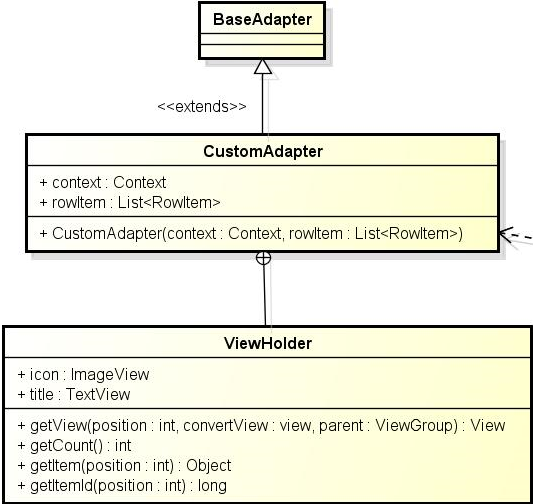 BaseAdapter
<<extends>>
CustomAdapter
+ context : Context
+ rowItem : List<RowItem>
+ CustomAdapter(context : Context, rowItem : List<RowItem>)
ViewHolder
+ icon : ImageView
+ title : TextView
+ getView(position : int, convertView : view, parent : ViewGroup) : View
+ getCount() : int
+ getItem(position : int) : Object
+ getItemId(position : int) : long